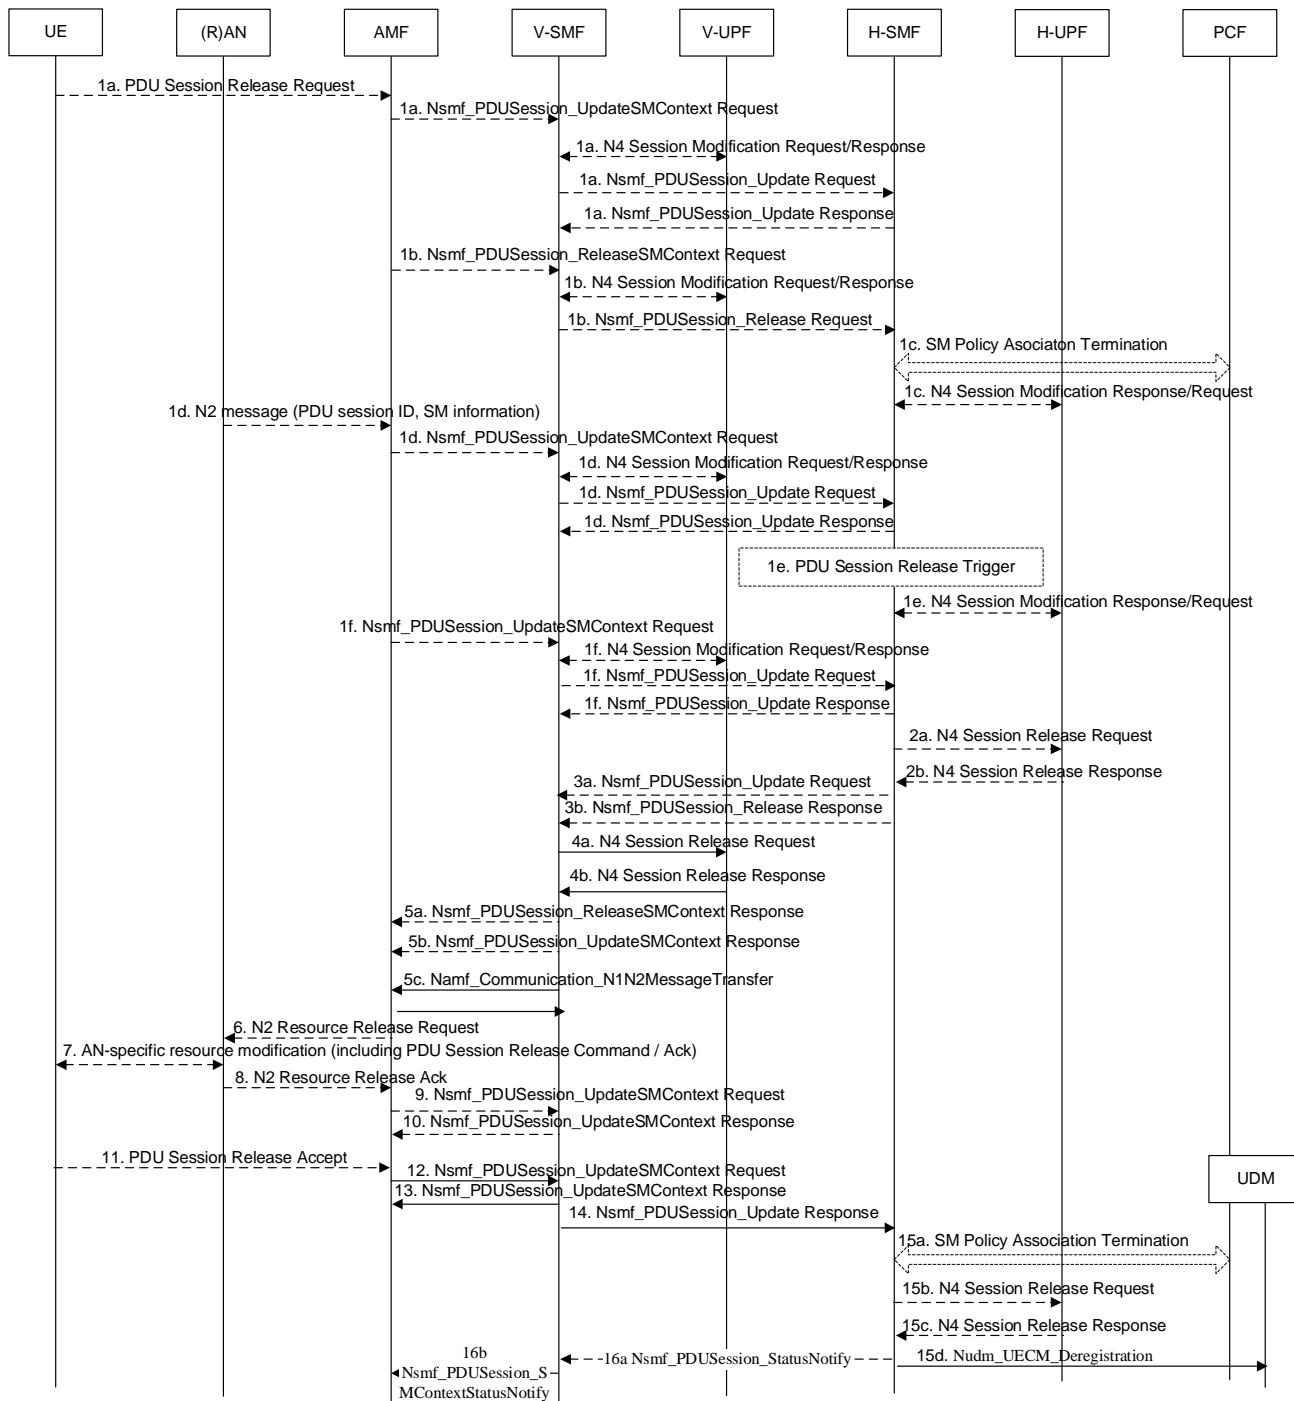 UE
(R)AN
AMF
V-SMF
V-UPF
H-SMF
H-UPF
PCF
1a. PDU Session Release Request
1a. Nsmf_PDUSession_UpdateSMContext Request
1a. N4 Session Modification Request/Response
1a. Nsmf_PDUSession_Update Request
1a. Nsmf_PDUSession_Update Response
1b. Nsmf_PDUSession_ReleaseSMContext Request
1b. N4 Session Modification Request/Response
1b. Nsmf_PDUSession_Release Request
1c. SM Policy Asociaton Termination
1c. N4 Session Modification Response/Request
1d. N2 message (PDU session ID, SM information)
1d. Nsmf_PDUSession_UpdateSMContext Request
1d. N4 Session Modification Request/Response
1d. Nsmf_PDUSession_Update Request
1d. Nsmf_PDUSession_Update Response
1e. PDU Session Release Trigger
1e. N4 Session Modification Response/Request
1f. Nsmf_PDUSession_UpdateSMContext Request
1f. N4 Session Modification Request/Response
1f. Nsmf_PDUSession_Update Request
1f. Nsmf_PDUSession_Update Response
2a. N4 Session Release Request
2b. N4 Session Release Response
3a. Nsmf_PDUSession_Update Request
3b. Nsmf_PDUSession_Release Response
4a. N4 Session Release Request
4b. N4 Session Release Response
5a. Nsmf_PDUSession_ReleaseSMContext Response
5b. Nsmf_PDUSession_UpdateSMContext Response
5c. Namf_Communication_N1N2MessageTransfer
6. N2 Resource Release Request
7. AN-specific resource modification (including PDU Session Release Command / Ack)
8. N2 Resource Release Ack
9. Nsmf_PDUSession_UpdateSMContext Request
10. Nsmf_PDUSession_UpdateSMContext Response
11. PDU Session Release Accept
12. Nsmf_PDUSession_UpdateSMContext Request
UDM
13. Nsmf_PDUSession_UpdateSMContext Response
14. Nsmf_PDUSession_Update Response
15a. SM Policy Association Termination
15b. N4 Session Release Request
15c. N4 Session Release Response
16a Nsmf_PDUSession_StatusNotify
15d. Nudm_UECM_Deregistration
16b
Nsmf_PDUSession_S
MContextStatusNotify